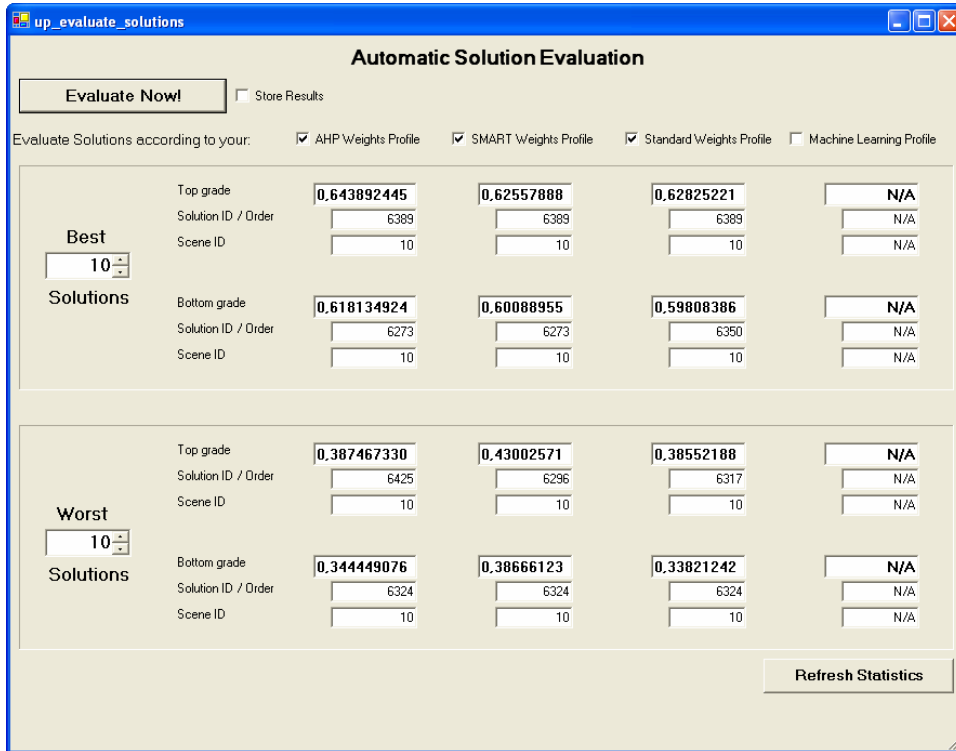 up_evaluate_solutions
Automatic Solution Evaluation
Evaluate Now! Store Results
Evaluate Solutions according to your: AHP Weights Profile SMART Weights Profile Standard Weights Profile Machine Learning Profile
Top grade 0,643892445 0,62557888 0,62825221 N/A
Solution ID / Order 6389 6389 6389 N/A
Best
Scene ID 10 10 10 N/A
10
Solutions
Bottom grade 0,618134924 0,60088955 0,59808386 N/A
Solution ID / Order 6273 6273 6350 N/A
Scene ID 10 10 10 N/A
Top grade 0,387467330 0,43002571 0,38552188 N/A
Solution ID / Order 6425 6296 6317 N/A
Scene ID 10 10 10 N/A
Worst
10
Solutions
Bottom grade 0,344449076 0,38666123 0,33821242 N/A
Solution ID / Order 6324 6324 6324 N/A
Scene ID 10 10 10 N/A
Refresh Statistics